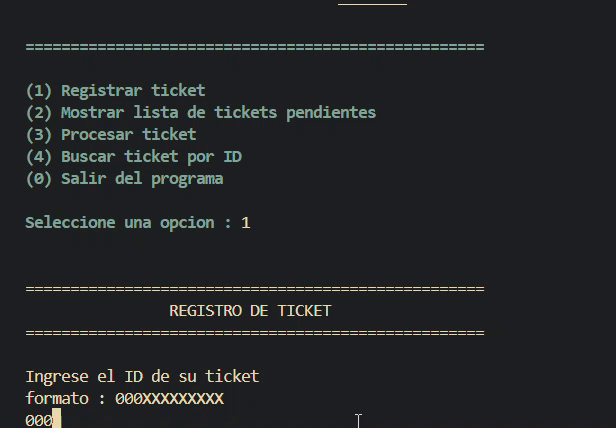 ==================================================
(1) Registrar ticket
(2) Mostrar lista de tickets pendientes
(3) Procesar ticket
(4) Buscar ticket por ID
(0) Salir del programa
Seleccione una opcion : 1
==================================================
REGISTRO DE TICKET
==================================================
Ingrese el ID de su ticket
formato : 000XXXXXXXXX
000